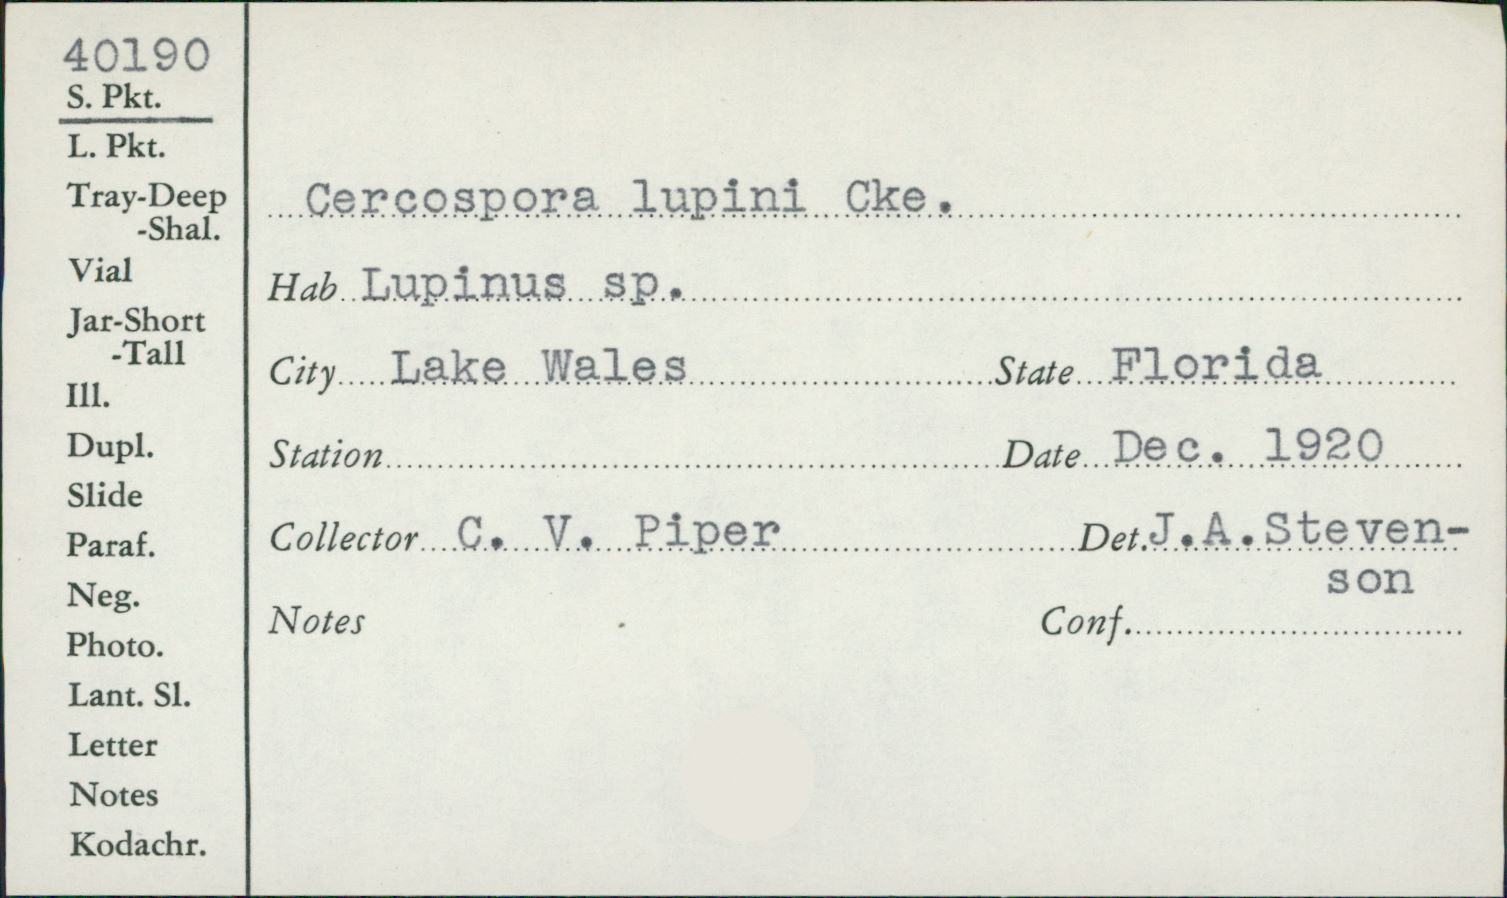 40190
S. Pkt.
L. Pkt.
Tray-Deep
-Shal.
Vial
Jar-Short
-Tall
Ill.
Dupl.
Slide
Paraf.
Neg.
Photo.
Lant. Sl.
Letter
Notes
Kodachr.
Cercospora lupini Cke.
Hab Lupinus sp.
City Lake Wales State Florida
Station Date Dec. 1920
Collector C. V. Piper Det. J.A.Steven-
son
Notes Conf.